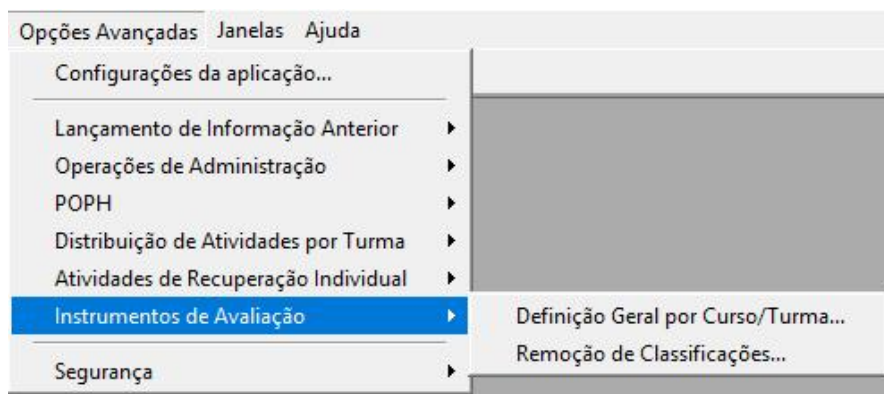 Opções Avançadas Janelas Ajuda
Configurações da aplicação...
Lançamento de Informação Anterior
Operações de Administração
POPH
Distribuição de Atividades por Turma
Atividades de Recuperação Individual
Instrumentos de Avaliação
Definição Geral por Curso/Turma...
Remoção de Classificações...
Segurança